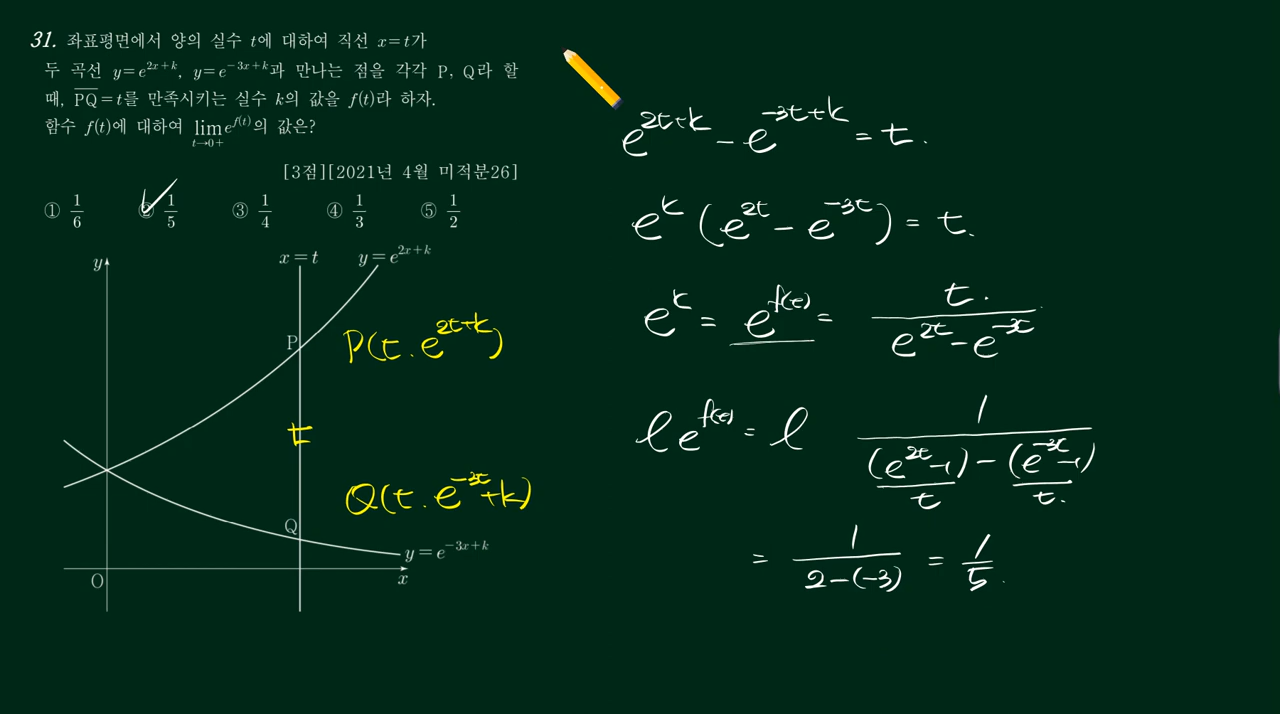 31. 좌표평면에서 양의 실수 t에 대하여 직선 x=t가
두 곡선 y=e^{2x+k}, y=e^{-3x+k}과 만나는 점을 각각 P, Q라 할
때, \overline{PQ}=t를 만족시키는 실수 k의 값을 f(t)라 하자.
함수 f(t)에 대하여 \lim_{t→0+} e^{f(t)}의 값은?
[3점][2021년 4월 미적분26]
① 1/6 ② 1/5 ③ 1/4 ④ 1/3 ⑤ 1/2
y x=t y=e^{2x+k}
P P(t. e^{2t+k})
t
Q(t. e^{-3t}+k)
Q
y=e^{-3x+k}
O x
e^{2t+k} - e^{-3t+k} = t.
e^k (e^{2t} - e^{-3t}) = t.
e^k = e^{f(t)} = t. / (e^{2t} - e^{-3t})
l e^{f(t)} = l 1 / ((e^{2t}-1)/t - (e^{-3t}-1)/t.)
= 1 / (2-(-3)) = 1/5.